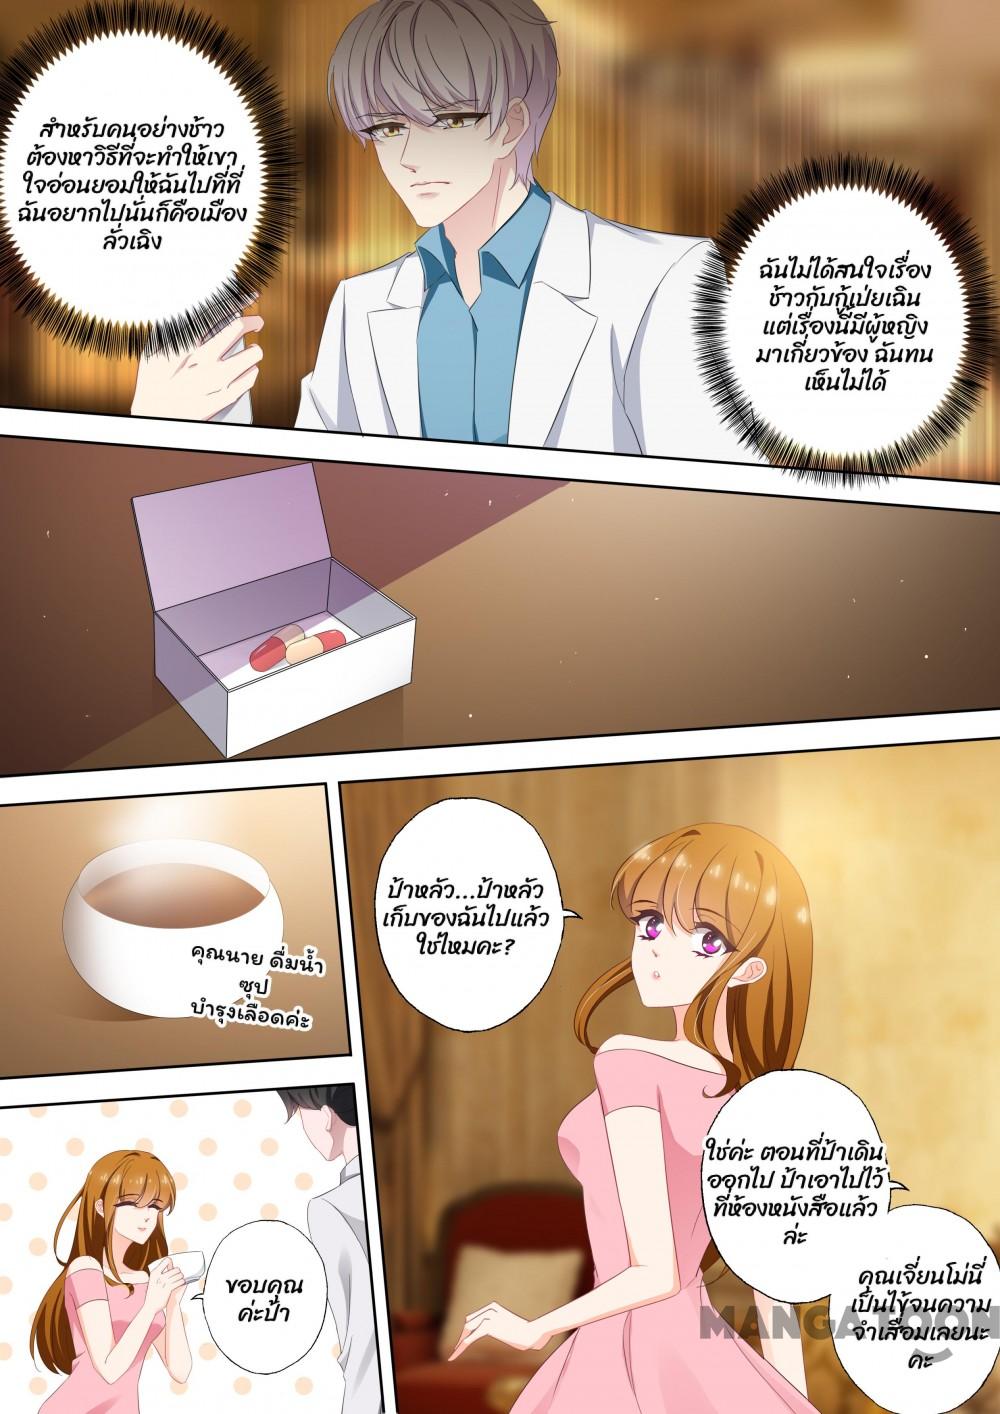 สำหรับคนอย่างช้าว
ต้องหาวิธีที่จะทำให้เขา
ใจอ่อนยอมให้ฉันไปที่ที่
ฉันอยากไปนั่นก็คือเมือง
ลั่วเฉิง
ฉันไม่ได้สนใจเรื่อง
ช้าวกับกู้เป่ยเฉิน
แต่เรื่องนี้มีผู้หญิง
มาเกี่ยวข้อง ฉันทน
เห็นไม่ได้
คุณนาย ดื่มน้ำ
ซุป
บำรุงเลือดค่ะ
ป้าหลัว...ป้าหลัว
เก็บของฉันไปแล้ว
ใช่ไหมคะ?
ใช่ค่ะ ตอนที่ป้าเดิน
ออกไป ป้าเอาไปไว้
ที่ห้องหนังสือแล้ว
ล่ะ
คุณเจี่ยนโม่นี่
เป็นไข้จนความ
จำเสื่อมเลยนะ
คะ
ขอบคุณ
ค่ะป้า
MANGATOON